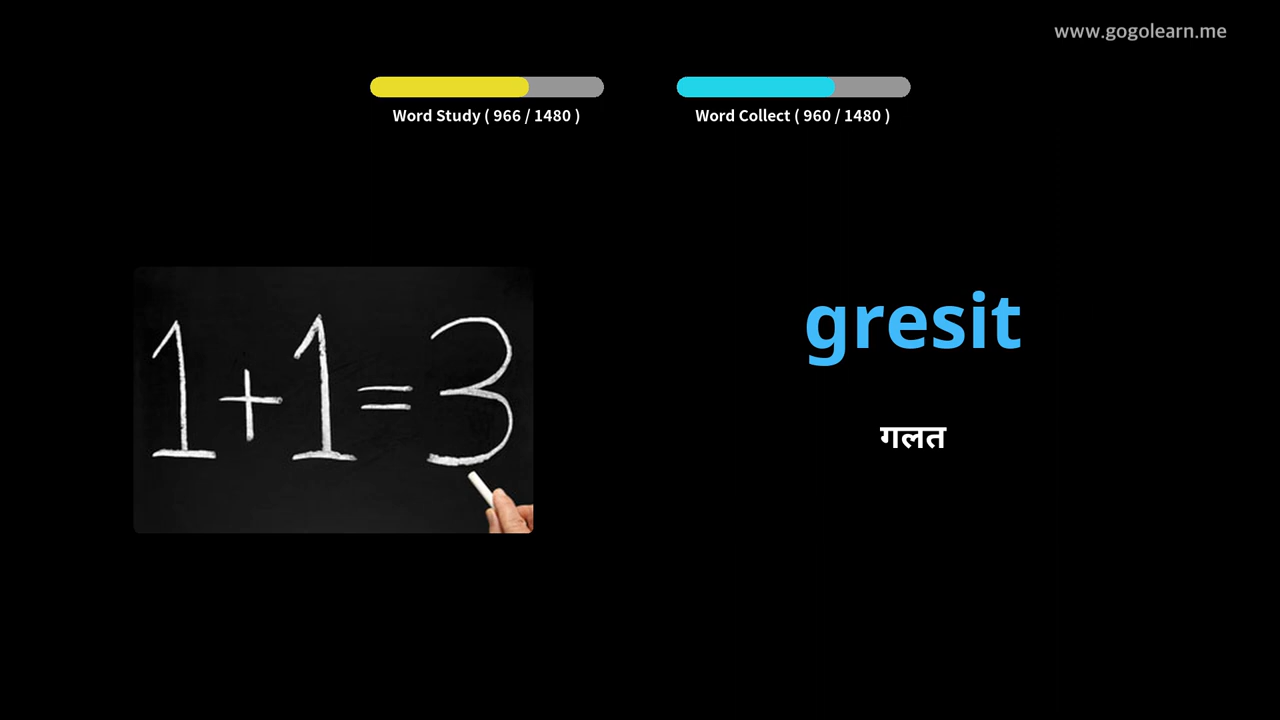 www.gogolearn.me
Word Study ( 966 / 1480 )
Word Collect ( 960 / 1480 )
1+1=3
gresit
गलत